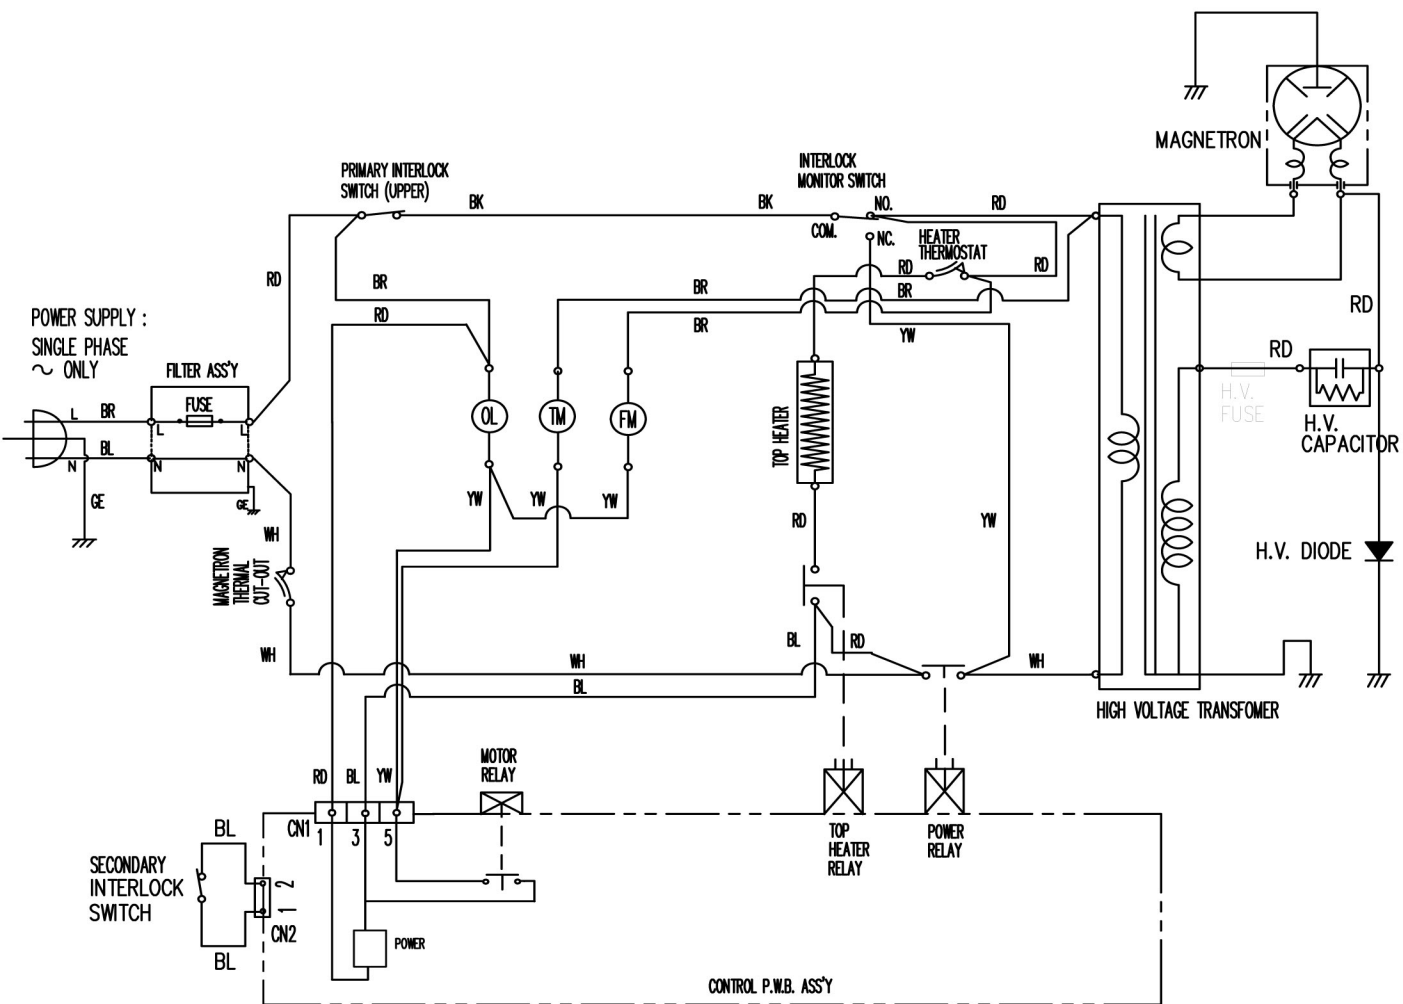 MAGNETRON
PRIMARY INTERLOCK
SWITCH (UPPER)
INTERLOCK
MONITOR SWITCH
BK
BK
NO.
RD
COM.
NC.
HEATER
THERMOSTAT
RD
RD
RD
BR
BR
BR
RD
BR
YW
RD
POWER SUPPLY :
SINGLE PHASE
~ ONLY
FILTER ASS'Y
FUSE
L
BR
L
L
BL
N
N
N
GE
GE
OL
TM
FM
TOP HEATER
RD
H.V.
FUSE
H.V.
CAPACITOR
YW
YW
YW
RD
YW
WH
MAGNETRON
THERMAL
CUT-OUT
H.V. DIODE
WH
WH
BL
BL
RD
WH
HIGH VOLTAGE TRANSFOMER
RD
BL
YW
MOTOR
RELAY
CN1
1
3
5
TOP
HEATER
RELAY
POWER
RELAY
BL
SECONDARY
INTERLOCK
SWITCH
2
1
CN2
BL
POWER
CONTROL P.W.B. ASS'Y